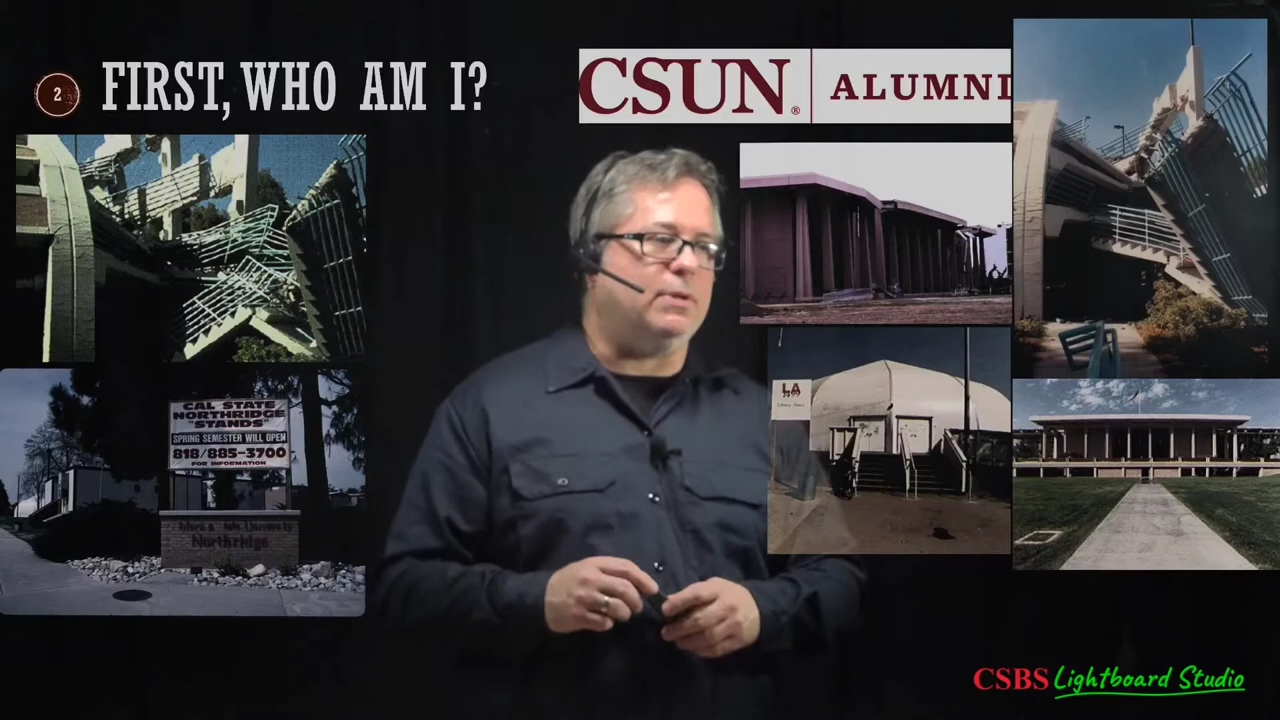 2
FIRST, WHO AM I?
CSUN® | ALUMNI
CAL STATE
NORTHRIDGE
"STANDS"
SPRING SEMESTER WILL OPEN
818/885-3700
FOR INFORMATION
Northridge
LA
CSBS Lightboard Studio